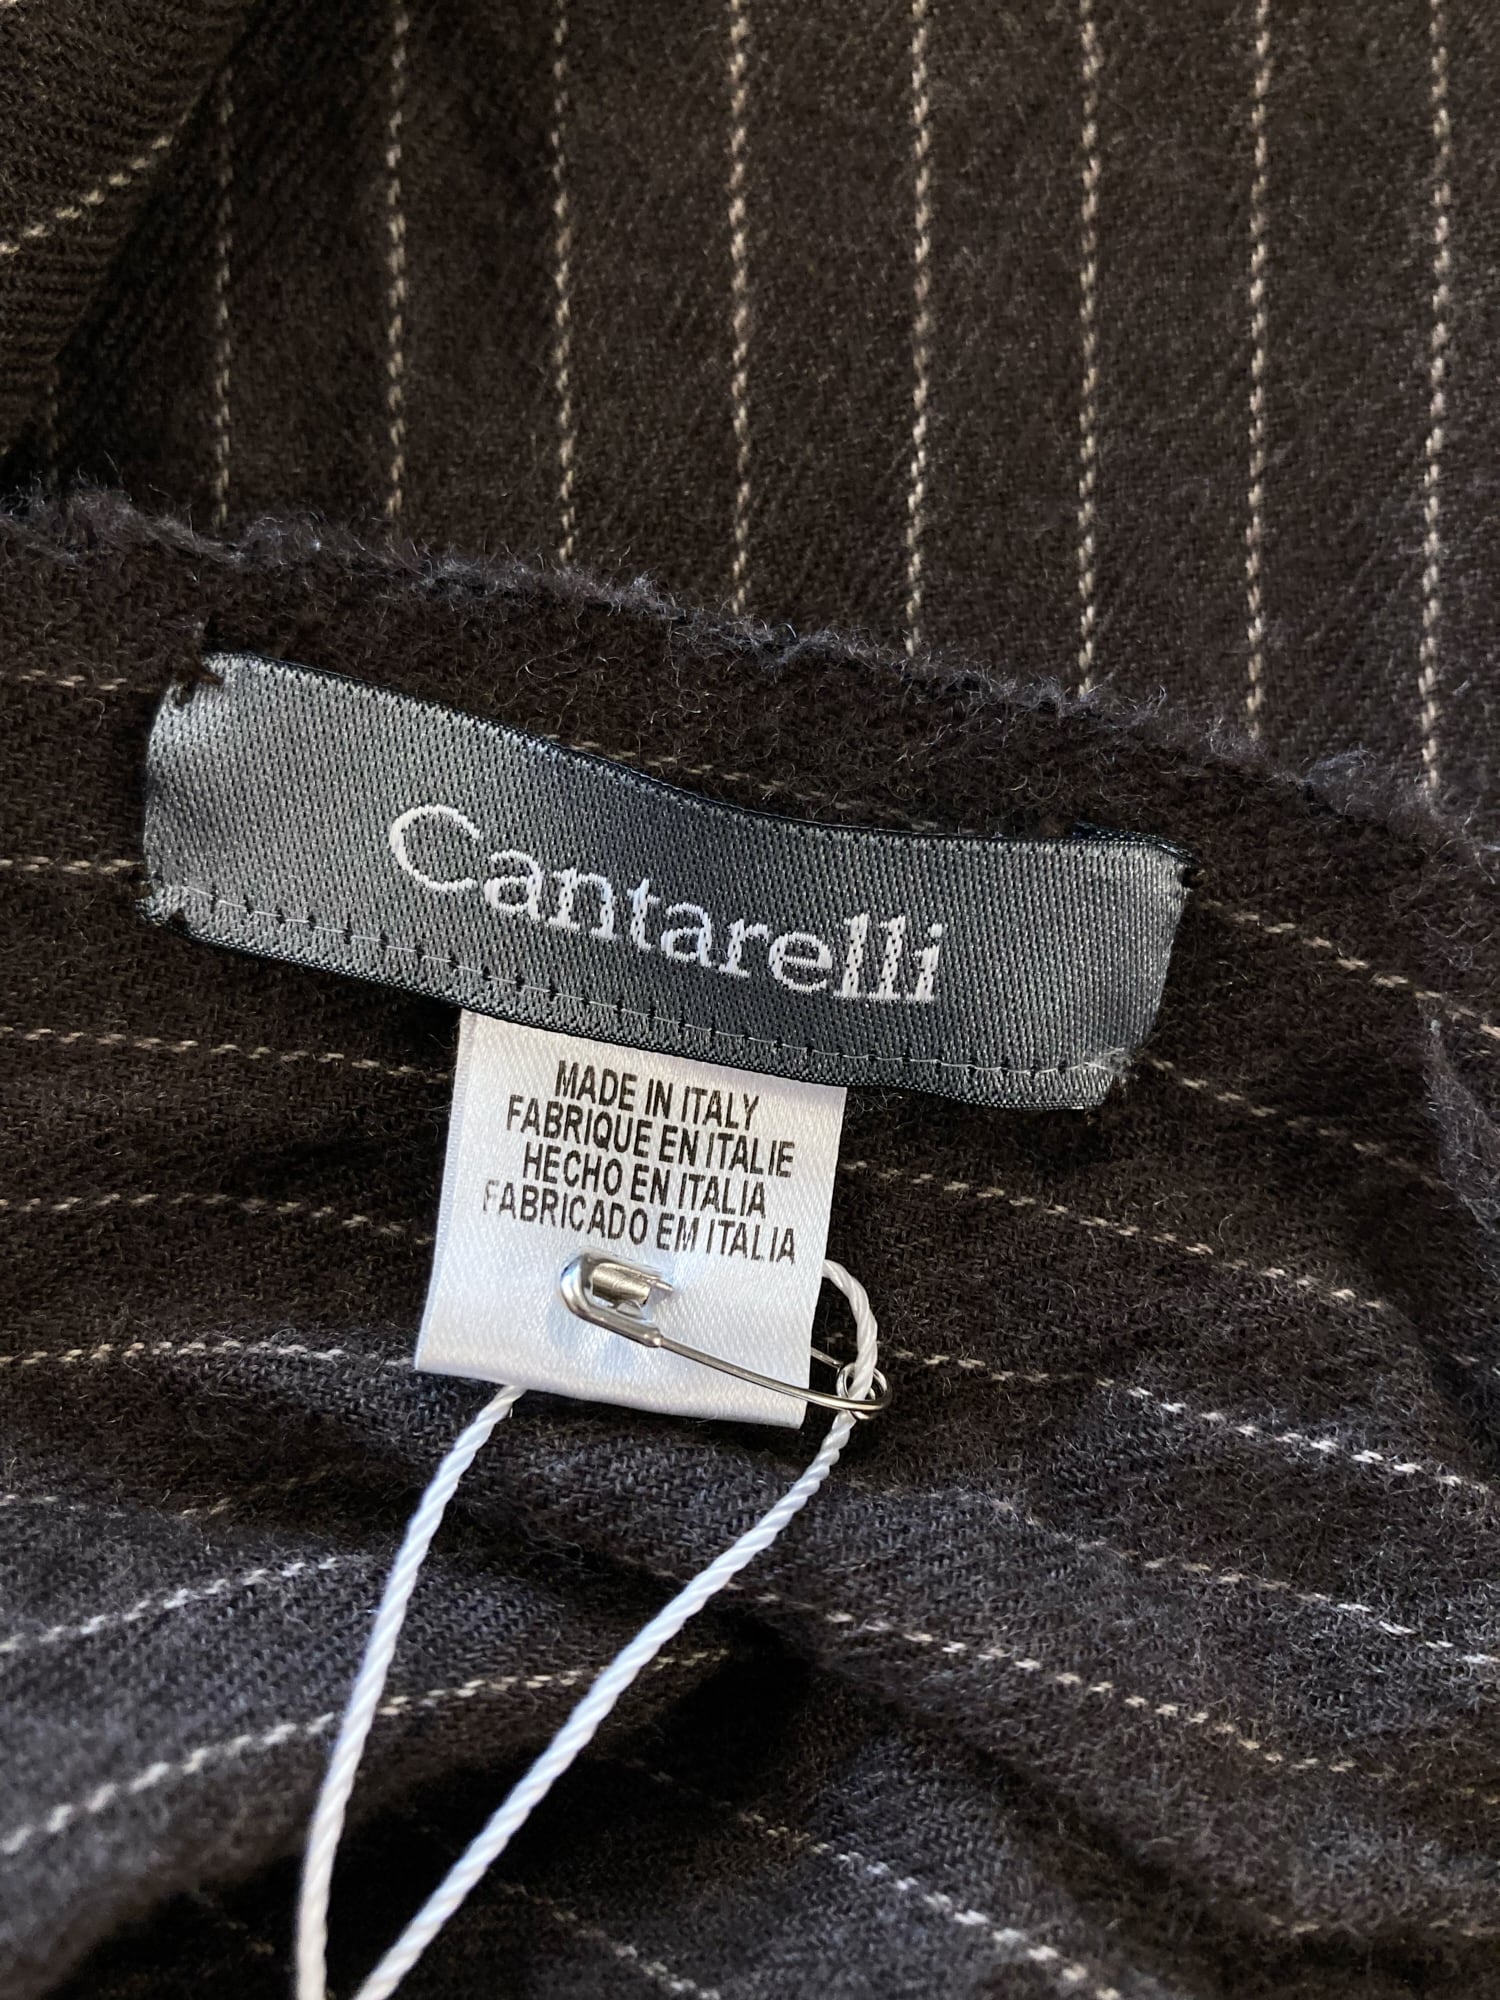 Cantarelli
MADE IN ITALY
FABRIQUE EN ITALIE
HECHO EN ITALIA
FABRICADO EM ITALIA